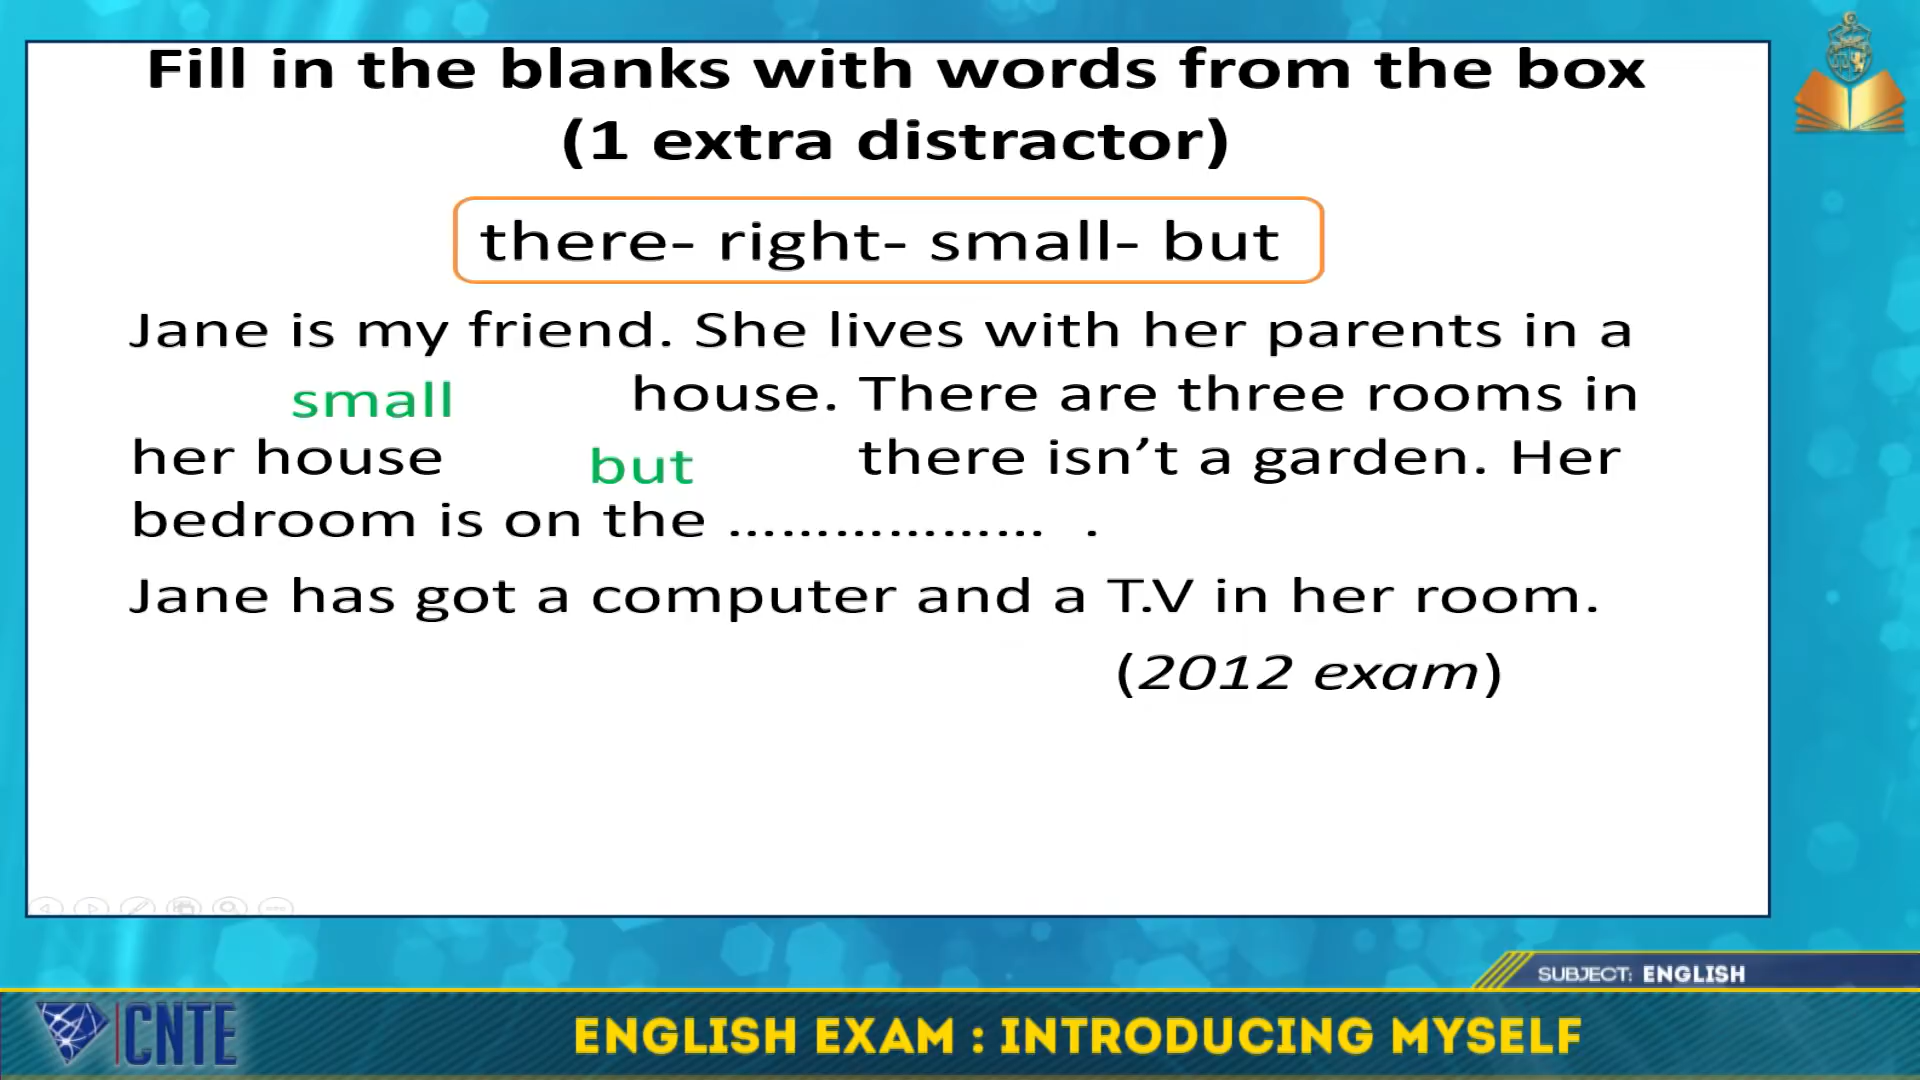 Fill in the blanks with words from the box
(1 extra distractor)
there- right- small- but
Jane is my friend. She lives with her parents in a
small house. There are three rooms in
her house but there isn’t a garden. Her
bedroom is on the ……………… .
Jane has got a computer and a T.V in her room.
(2012 exam)
SUBJECT: ENGLISH
CNTE
ENGLISH EXAM : INTRODUCING MYSELF